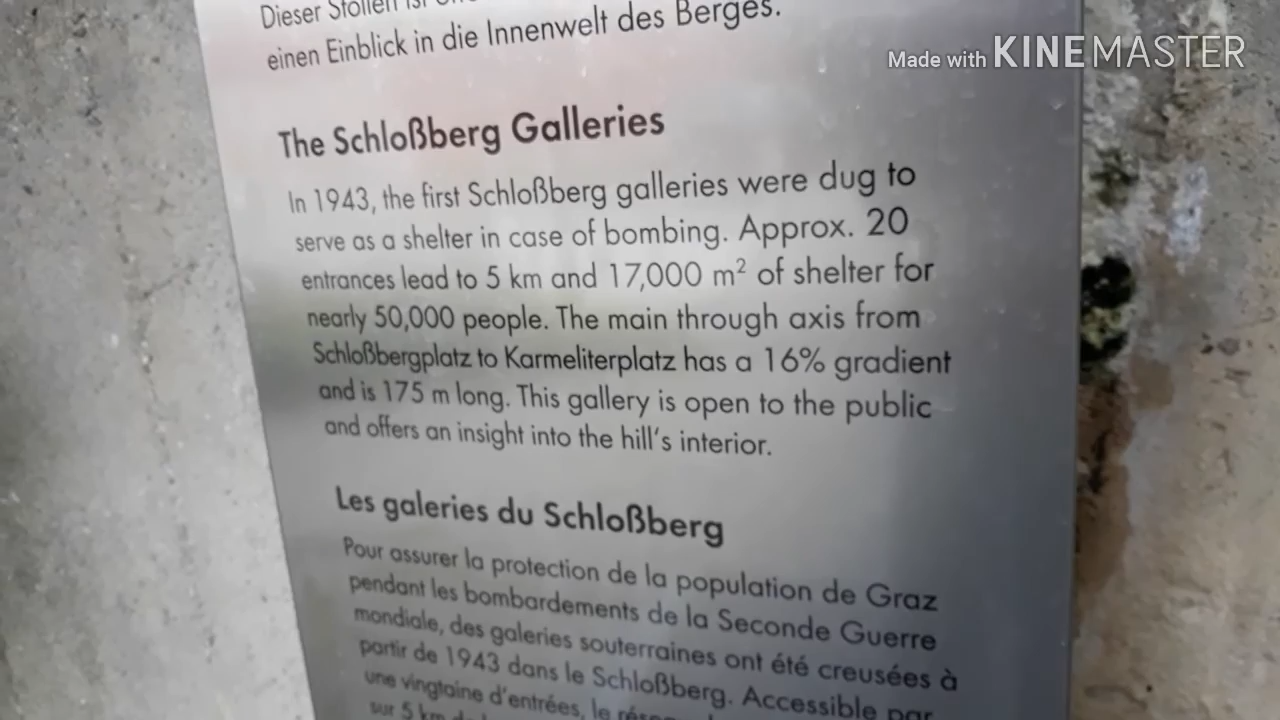 Dieser Stollen ist
einen Einblick in die Innenwelt des Berges.
Made with KINEMASTER
The Schloßberg Galleries
In 1943, the first Schloßberg galleries were dug to
serve as a shelter in case of bombing. Approx. 20
entrances lead to 5 km and 17,000 m² of shelter for
nearly 50,000 people. The main through axis from
Schloßbergplatz to Karmeliterplatz has a 16% gradient
and is 175 m long. This gallery is open to the public
and offers an insight into the hill's interior.
Les galeries du Schloßberg
Pour assurer la protection de la population de Graz
pendant les bombardements de la Seconde Guerre
mondiale, des galeries souterraines ont été creusées à
partir de 1943 dans le Schloßberg. Accessible par
une vingtaine d'entrées, le
sur 5 km